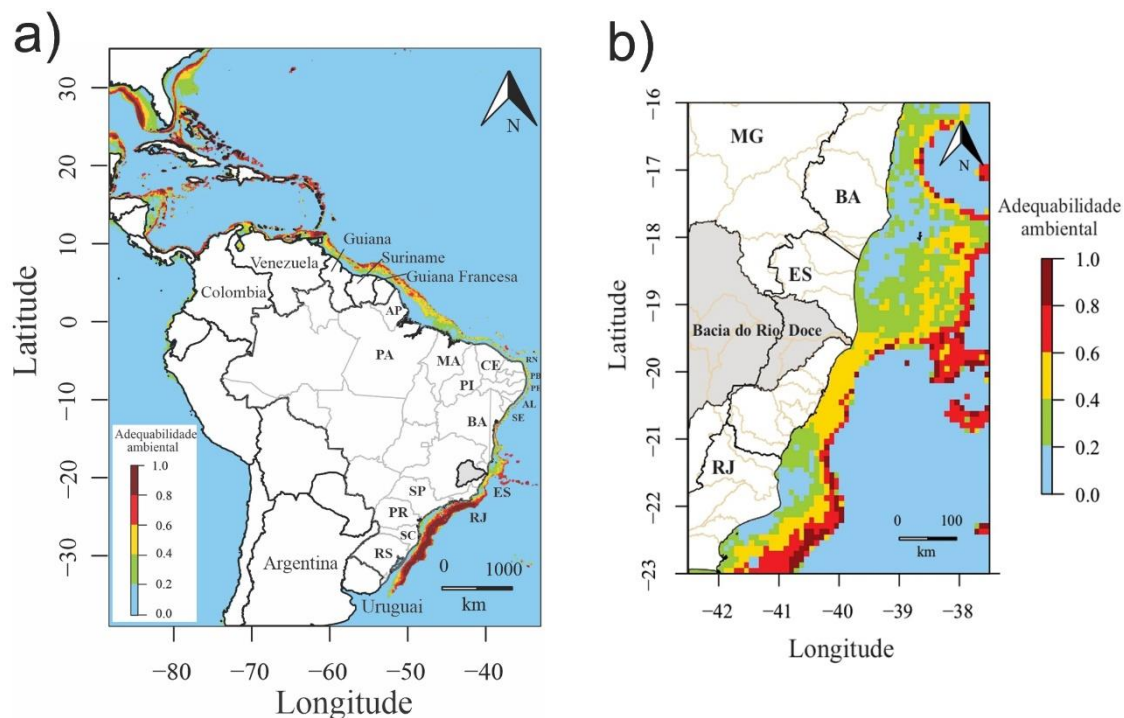 a)
Latitude
30
20
10
0
−10
−20
−30
N
Guiana
Suriname
Guiana Francesa
Venezuela
Colombia
AP
PA
MA
CE
RN
PB
PE
PI
AL
SE
BA
SP
ES
RJ
PR
SC
RS
Argentina
Uruguai
0 1000
km
Adequabilidade
ambiental
1.0
0.8
0.6
0.4
0.2
0.0
−80 −70 −60 −50 −40
Longitude
b)
Latitude
−16
−17
−18
−19
−20
−21
−22
−23
N
MG
BA
ES
Bacia do Rio Doce
RJ
0 100
km
−42 −41 −40 −39 −38
Longitude
Adequabilidade
ambiental
1.0
0.8
0.6
0.4
0.2
0.0